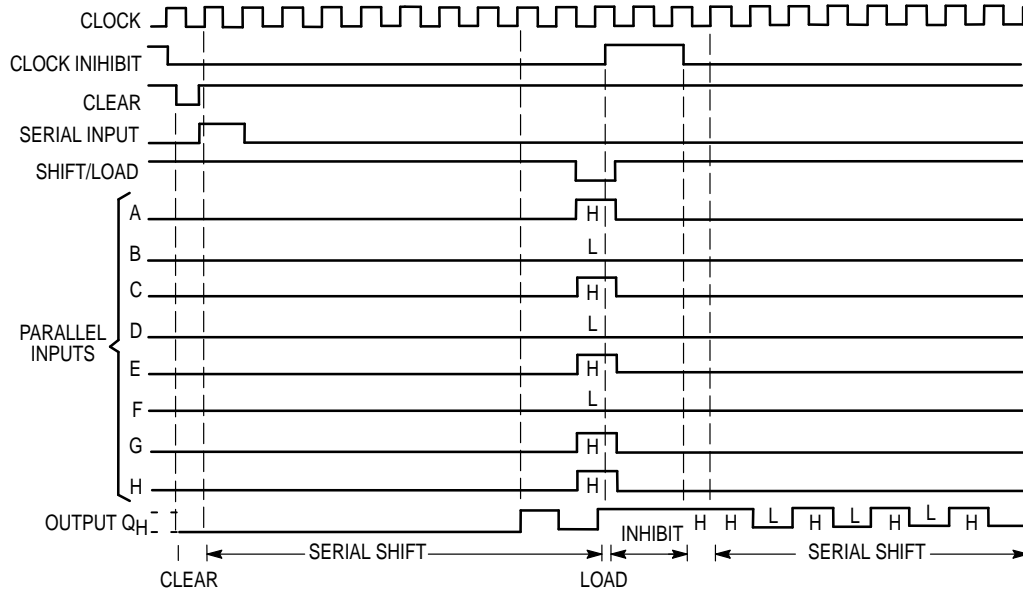 CLOCK
CLOCK INIHIBIT
CLEAR
SERIAL INPUT
SHIFT/LOAD
A H
B L
C H
PARALLEL INPUTS
D L
E H
F L
G H
H H
OUTPUT QH
INHIBIT
H H L H L H L H
SERIAL SHIFT
SERIAL SHIFT
CLEAR
LOAD